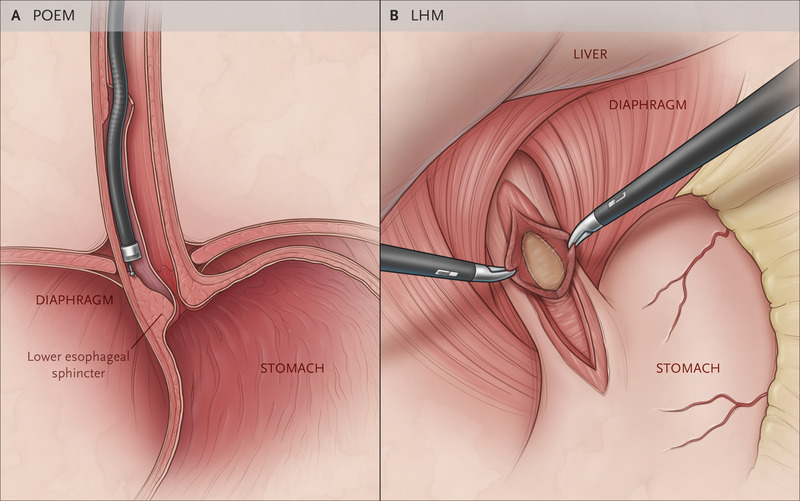 A POEM
DIAPHRAGM
Lower esophageal
sphincter
STOMACH
B LHM
LIVER
DIAPHRAGM
STOMACH